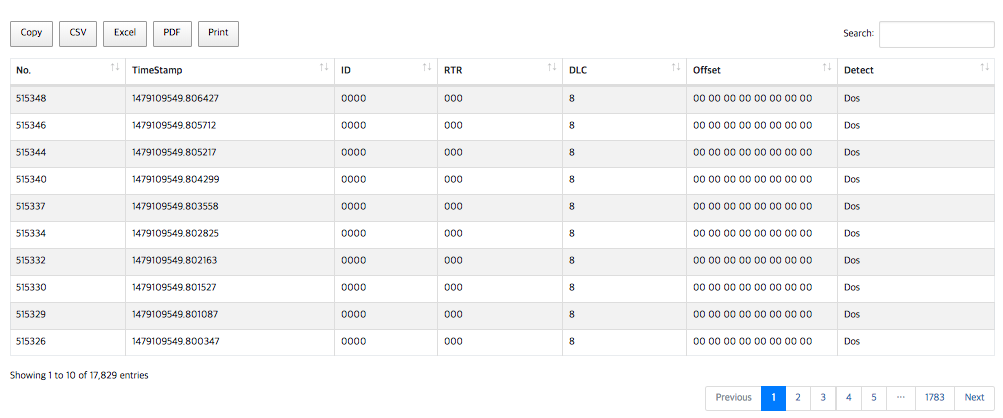 Copy CSV Excel PDF Print Search:
No. TimeStamp ID RTR DLC Offset Detect
515348 1479109549.806427 0000 000 8 00 00 00 00 00 00 00 00 Dos
515346 1479109549.805712 0000 000 8 00 00 00 00 00 00 00 00 Dos
515344 1479109549.805217 0000 000 8 00 00 00 00 00 00 00 00 Dos
515340 1479109549.804299 0000 000 8 00 00 00 00 00 00 00 00 Dos
515337 1479109549.803558 0000 000 8 00 00 00 00 00 00 00 00 Dos
515334 1479109549.802825 0000 000 8 00 00 00 00 00 00 00 00 Dos
515332 1479109549.802163 0000 000 8 00 00 00 00 00 00 00 00 Dos
515330 1479109549.801527 0000 000 8 00 00 00 00 00 00 00 00 Dos
515329 1479109549.801087 0000 000 8 00 00 00 00 00 00 00 00 Dos
515326 1479109549.800347 0000 000 8 00 00 00 00 00 00 00 00 Dos
Showing 1 to 10 of 17,829 entries
Previous 1 2 3 4 5 ... 1783 Next